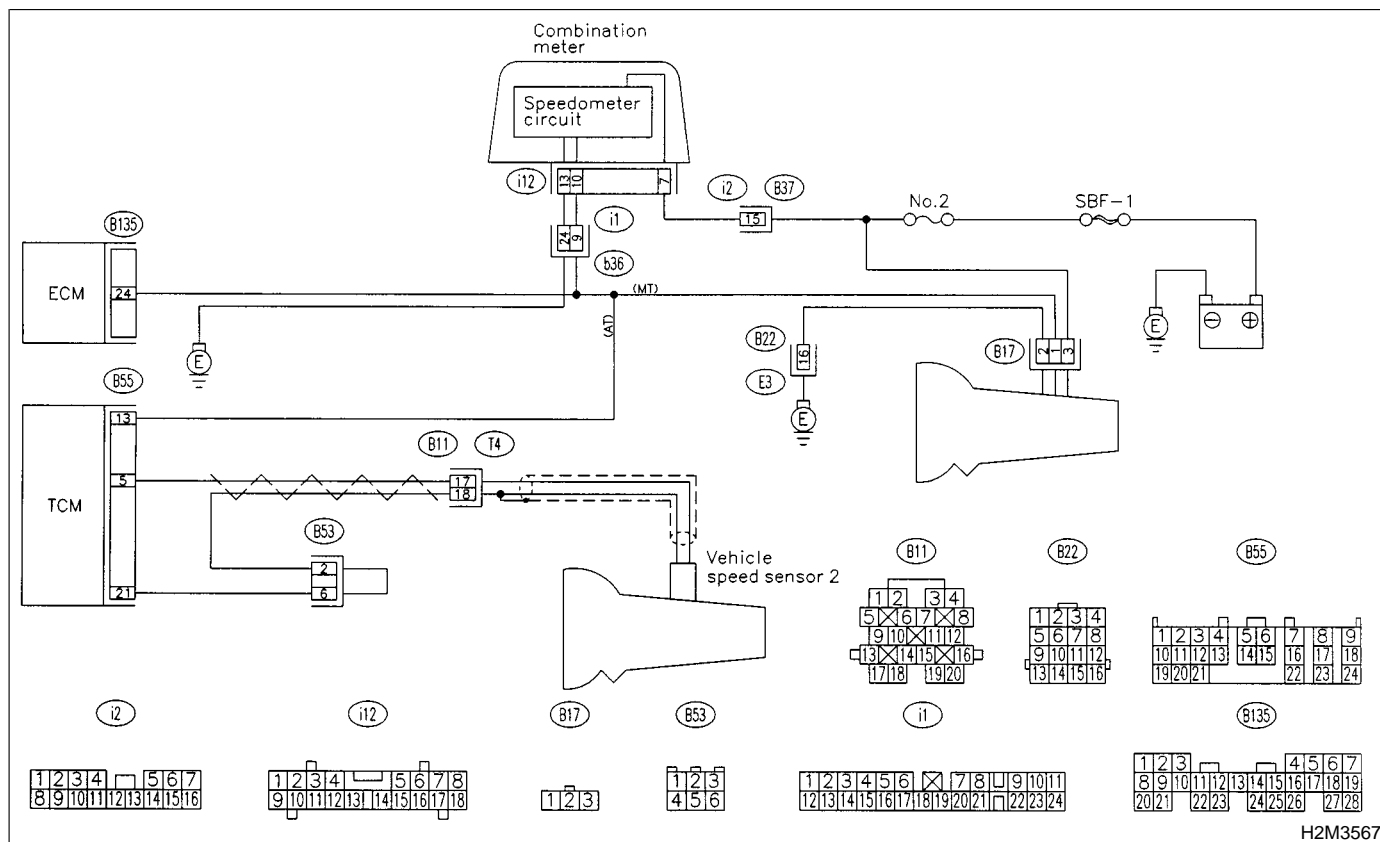 Combination
meter
Speedometer
circuit
i12
13
10
7
i2
B37
15
No.2
SBF-1
B135
ECM
24
i1
24
9
b36
(MT)
(AT)
E
E
B22
16
E3
E
B17
2
1
3
B55
13
5
21
TCM
B11
T4
17
18
B53
2
6
Vehicle
speed sensor 2
B11
1 2 3 4
5 6 7 8
9 10 11 12
13 14 15 16
17 18 19 20
B22
1 2 3 4
5 6 7 8
9 10 11 12
13 14 15 16
B55
1 2 3 4 5 6 7 8 9
10 11 12 13 14 15 16 17 18
19 20 21 22 23 24
i2
1 2 3 4 5 6 7
8 9 10 11 12 13 14 15 16
i12
1 2 3 4 5 6 7 8
9 10 11 12 13 14 15 16 17 18
B17
1 2 3
B53
1 2 3
4 5 6
i1
1 2 3 4 5 6 7 8 9 10 11
12 13 14 15 16 17 18 19 20 21 22 23 24
B135
1 2 3 4 5 6 7
8 9 10 11 12 13 14 15 16 17 18 19
20 21 22 23 24 25 26 27 28
H2M3567